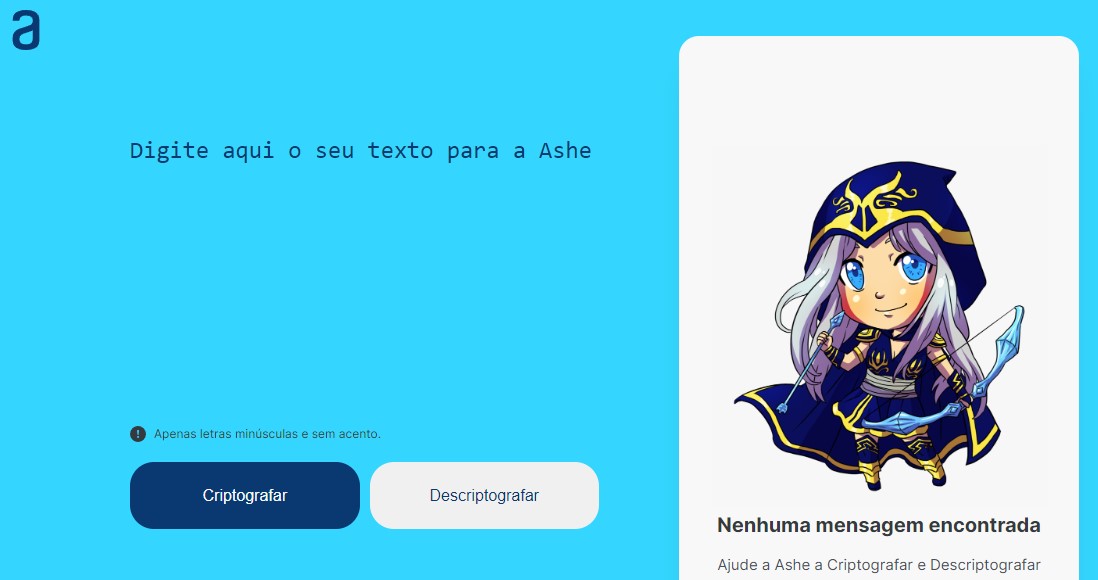 a
Digite aqui o seu texto para a Ashe
! Apenas letras minúsculas e sem acento.
Criptografar
Descriptografar
Nenhuma mensagem encontrada
Ajude a Ashe a Criptografar e Descriptografar